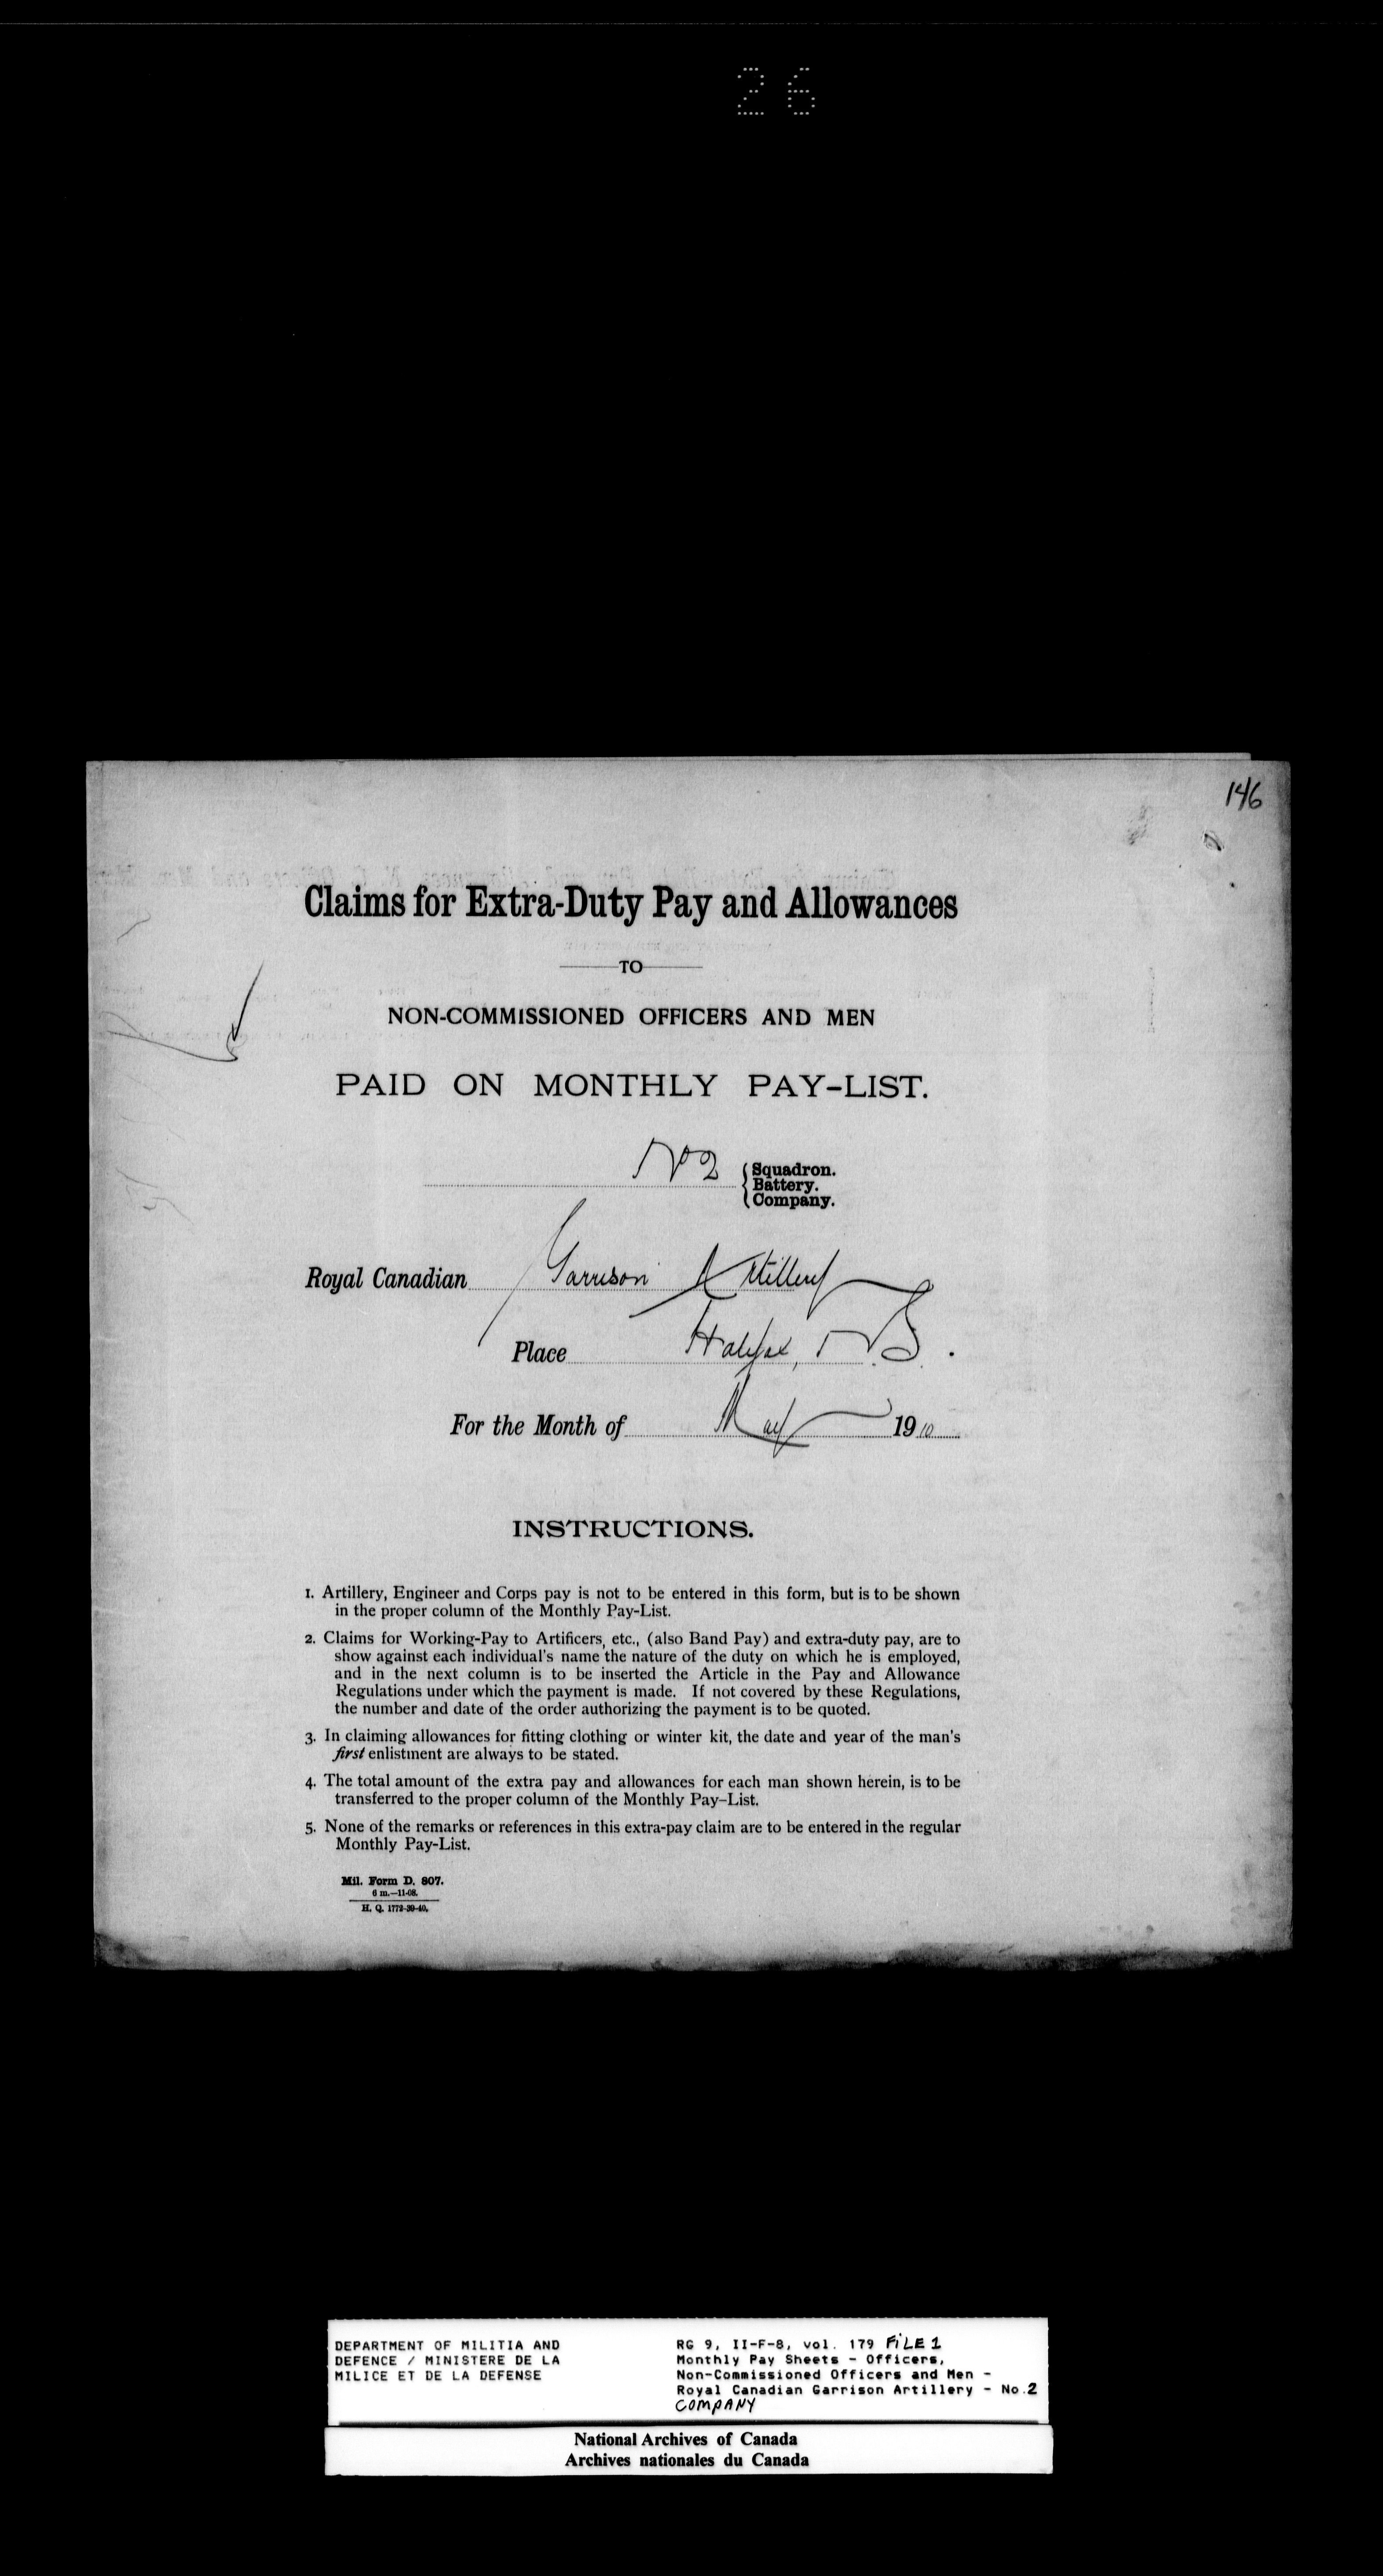 26
146
Claims for Extra-Duty Pay and Allowances
TO
NON-COMMISSIONED OFFICERS AND MEN
PAID ON MONTHLY PAY-LIST.
No 2 { Squadron.
Battery.
Company.
Royal Canadian Garrison Artillery
Place Halifax, N.S.
For the Month of May 1910
INSTRUCTIONS.
1. Artillery, Engineer and Corps pay is not to be entered in this form, but is to be shown
in the proper column of the Monthly Pay-List.
2. Claims for Working-Pay to Artificers, etc., (also Band Pay) and extra-duty pay, are to
show against each individual's name the nature of the duty on which he is employed,
and in the next column is to be inserted the Article in the Pay and Allowance
Regulations under which the payment is made. If not covered by these Regulations,
the number and date of the order authorizing the payment is to be quoted.
3. In claiming allowances for fitting clothing or winter kit, the date and year of the man's
first enlistment are always to be stated.
4. The total amount of the extra pay and allowances for each man shown herein, is to be
transferred to the proper column of the Monthly Pay-List.
5. None of the remarks or references in this extra-pay claim are to be entered in the regular
Monthly Pay-List.
Mil. Form D. 807.
6 m.—11-08.
H. Q. 1772-39-40.
DEPARTMENT OF MILITIA AND
DEFENCE / MINISTERE DE LA
MILICE ET DE LA DEFENSE
RG 9, II-F-8, vol. 179 FILE 1
Monthly Pay Sheets - Officers,
Non-Commissioned Officers and Men -
Royal Canadian Garrison Artillery - No.2
COMPANY
National Archives of Canada
Archives nationales du Canada